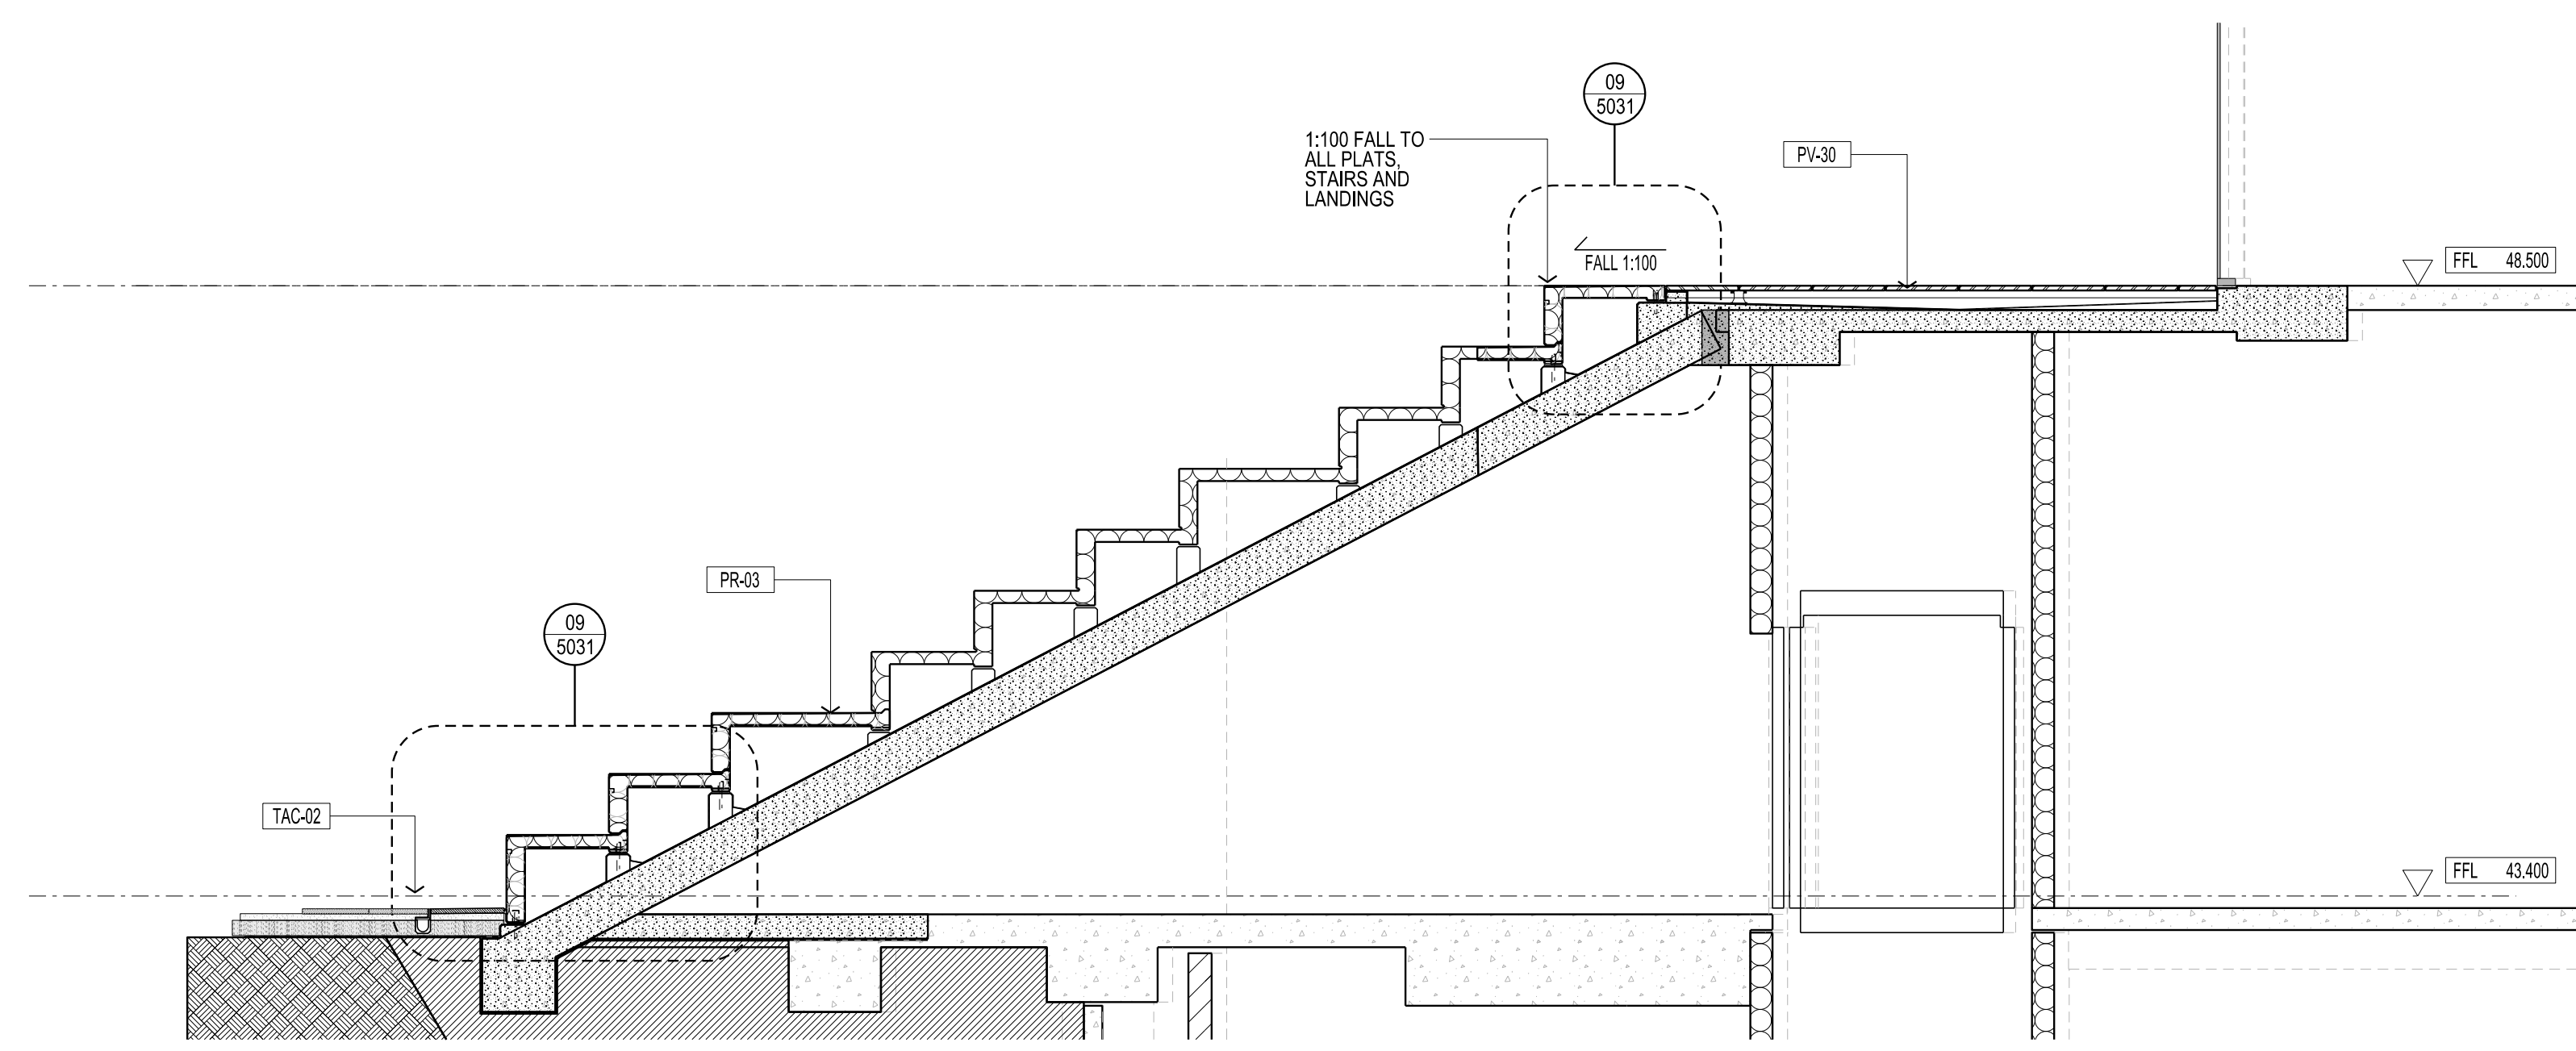 09
5031
1:100 FALL TO
ALL PLATS,
STAIRS AND
LANDINGS
PV-30
FALL 1:100
FFL 48.500
PR-03
09
5031
TAC-02
FFL 43.400